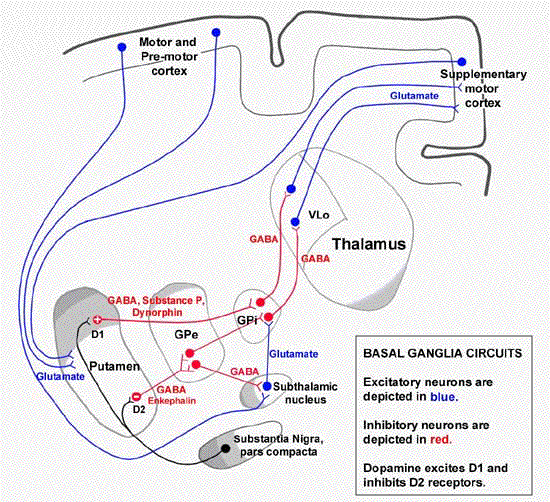 Motor and
Pre-motor
cortex
Supplementary
motor
cortex
Glutamate
VLo
GABA
GABA
Thalamus
GABA, Substance P,
Dynorphin
D1
GPe
GPi
Putamen
Glutamate
Glutamate
GABA
GABA
Enkephalin
D2
Subthalamic
nucleus
Substantia Nigra,
pars compacta
BASAL GANGLIA CIRCUITS
Excitatory neurons are
depicted in blue.
Inhibitory neurons are
depicted in red.
Dopamine excites D1 and
inhibits D2 receptors.